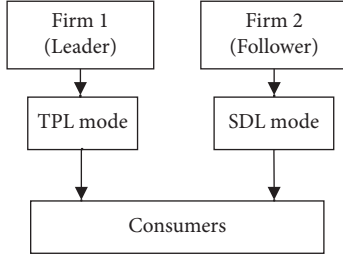 Firm 1
(Leader)
Firm 2
(Follower)
TPL mode
SDL mode
Consumers